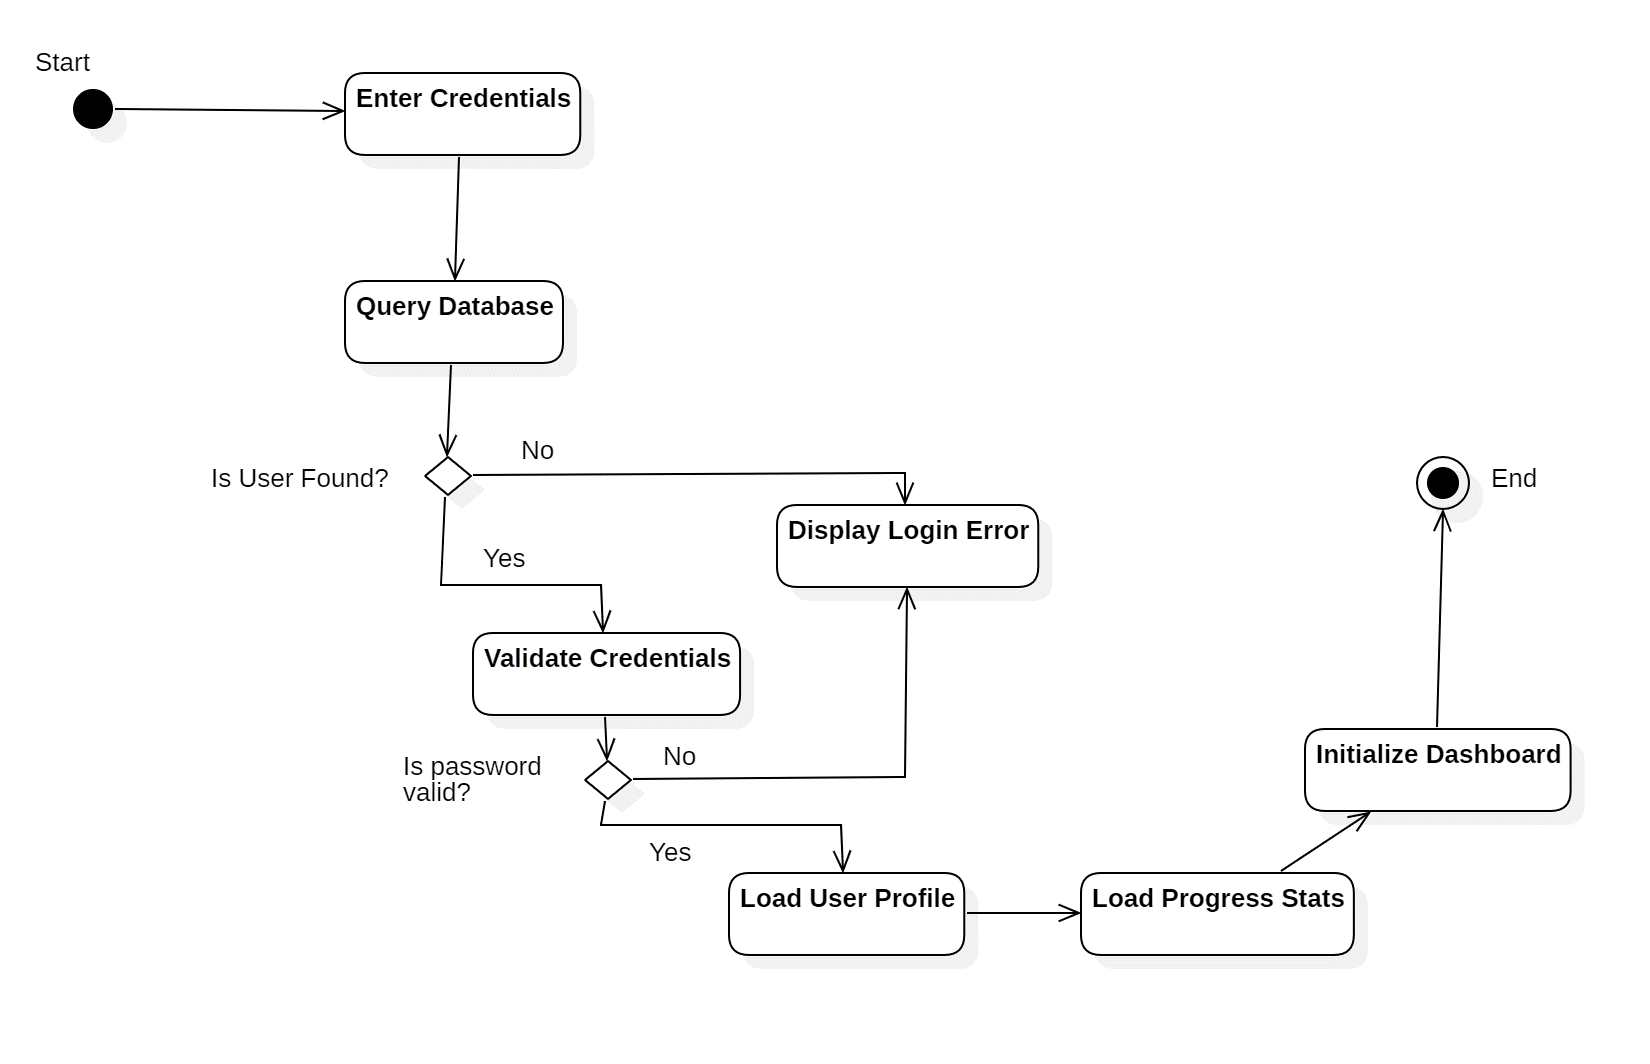 Start
Enter Credentials
Query Database
Is User Found?
No
Yes
Display Login Error
End
Validate Credentials
Is password
valid?
No
Yes
Initialize Dashboard
Load User Profile
Load Progress Stats